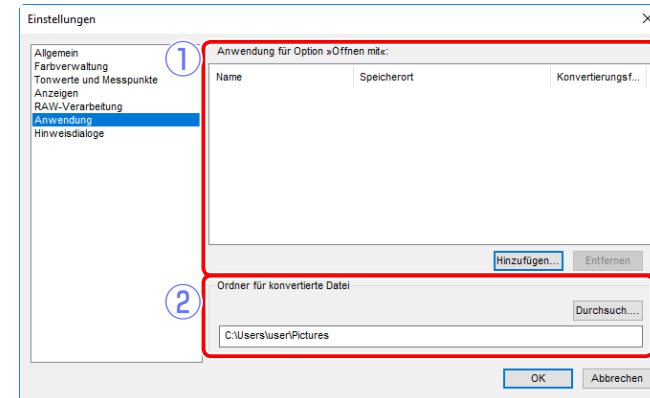 Einstellungen
Allgemein
Farbverwaltung
Tonwerte und Messpunkte
Anzeigen
RAW-Verarbeitung
Anwendung
Hinweisdialoge
①
Anwendung für Option »Öffnen mit«:
Name Speicherort Konvertierungsf...
Hinzufügen... Entfernen
②
Ordner für konvertierte Datei
Durchsuch....
C:\Users\user\Pictures
OK Abbrechen